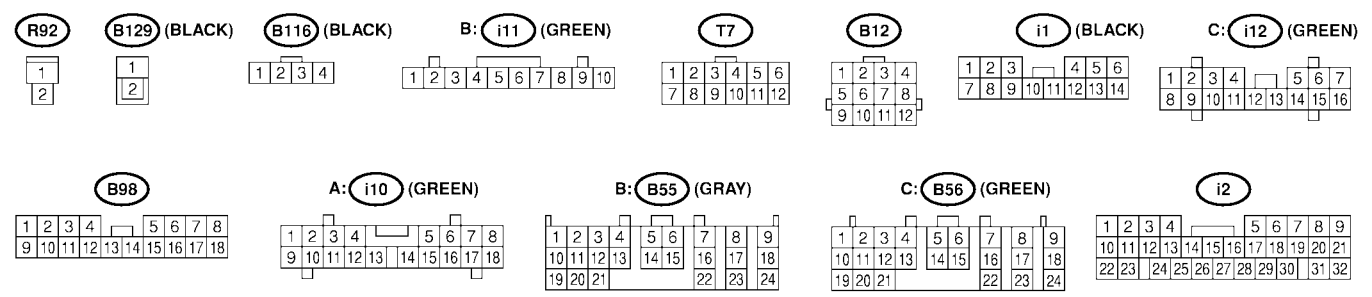 R92 B129 (BLACK) B116 (BLACK) B: i11 (GREEN) T7 B12 i1 (BLACK) C: i12 (GREEN)
1 1 1 2 3 4 1 2 3 4 5 6 7 8 9 10 1 2 3 4 5 6 1 2 3 4 1 2 3 4 5 6 1 2 3 4 5 6 7
2 2 7 8 9 10 11 12 5 6 7 8 7 8 9 10 11 12 13 14 8 9 10 11 12 13 14 15 16
9 10 11 12
B98 A: i10 (GREEN) B: B55 (GRAY) C: B56 (GREEN) i2
1 2 3 4 5 6 7 8 1 2 3 4 5 6 7 8 1 2 3 4 5 6 7 8 9 1 2 3 4 5 6 7 8 9 1 2 3 4 5 6 7 8 9
9 10 11 12 13 14 15 16 17 18 9 10 11 12 13 14 15 16 17 18 10 11 12 13 14 15 16 17 18 10 11 12 13 14 15 16 17 18 10 11 12 13 14 15 16 17 18 19 20 21
19 20 21 22 23 24 19 20 21 22 23 24 22 23 24 25 26 27 28 29 30 31 32